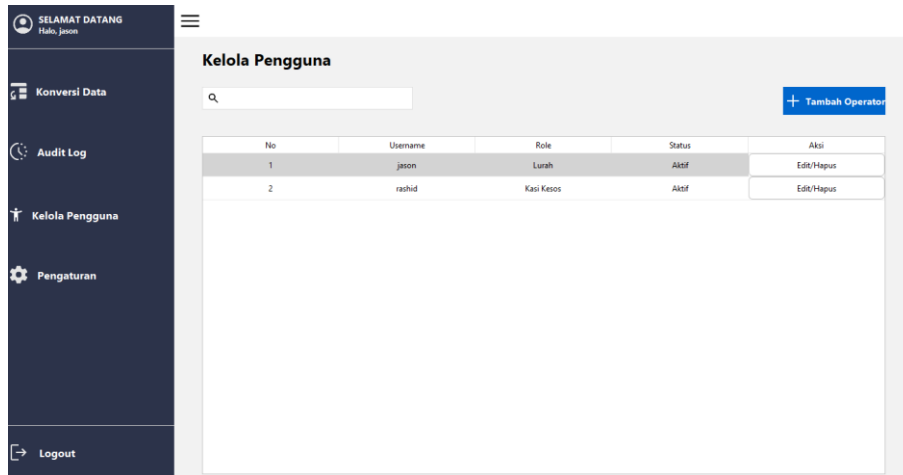 SELAMAT DATANG
Halo, jason
Konversi Data
Audit Log
Kelola Pengguna
Pengaturan
Logout
Kelola Pengguna
+ Tambah Operator
No Username Role Status Aksi
1 jason Lurah Aktif Edit/Hapus
2 rashid Kasi Kesos Aktif Edit/Hapus